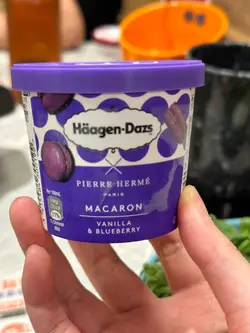 Häagen-Dazs
PIERRE HERMÉ
PARIS
MACARON
VANILLA
& BLUEBERRY